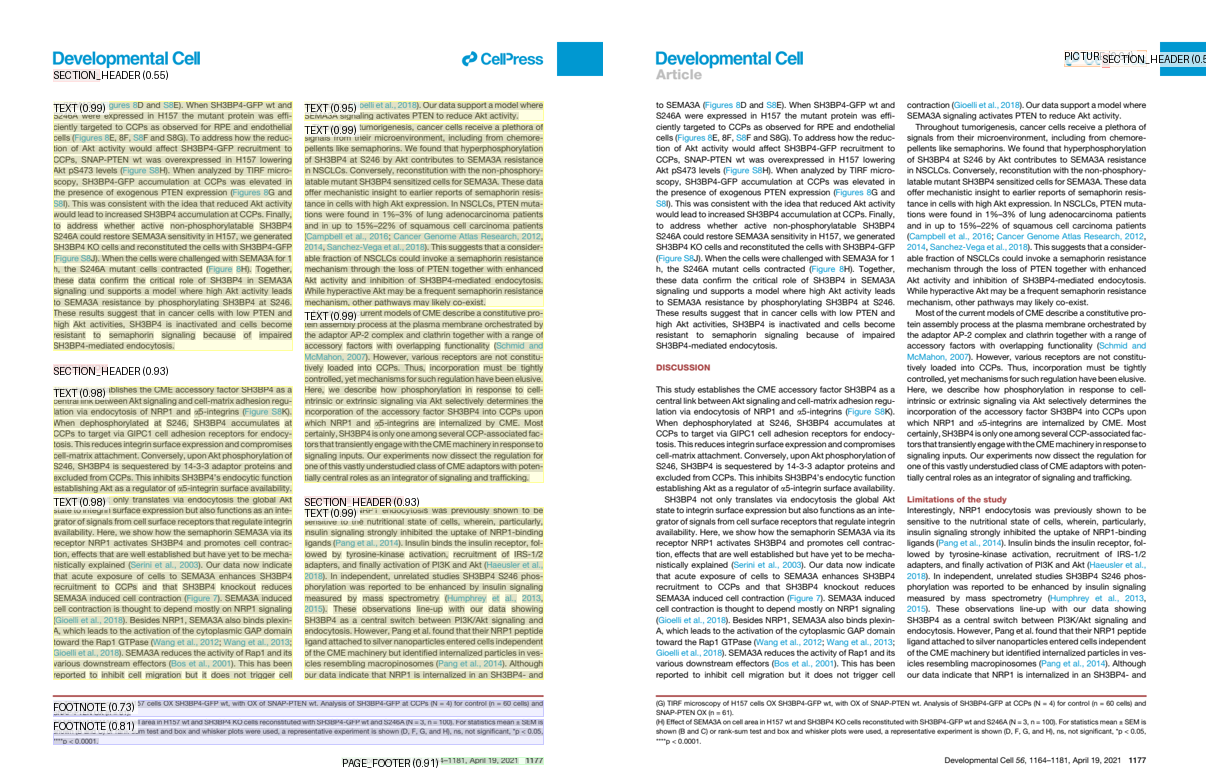 Developmental Cell
CellPress
SECTION_HEADER (0.55)
TEXT (0.99) gures 8D and S8E). When SH3BP4-GFP wt and
S246A were expressed in H157 the mutant protein was effi-
ciently targeted to CCPs as observed for RPE and endothelial
cells (Figures 8E, 8F, S8F and S8G). To address how the reduc-
tion of Akt activity would affect SH3BP4-GFP recruitment to
CCPs, SNAP-PTEN wt was overexpressed in H157 lowering
Akt pS473 levels (Figure S8H). When analyzed by TIRF micro-
scopy, SH3BP4-GFP accumulation at CCPs was elevated in
the presence of exogenous PTEN expression (Figures 8G and
S8I). This was consistent with the idea that reduced Akt activity
would lead to increased SH3BP4 accumulation at CCPs. Finally,
to address whether active non-phosphorylatable SH3BP4
S246A could restore SEMA3A sensitivity in H157, we generated
SH3BP4 KO cells and reconstituted the cells with SH3BP4-GFP
(Figure S8J). When the cells were challenged with SEMA3A for 1
h, the S246A mutant cells contracted (Figure 8H). Together,
these data confirm the critical role of SH3BP4 in SEMA3A
signaling und supports a model where high Akt activity leads
to SEMA3A resistance by phosphorylating SH3BP4 at S246.
These results suggest that in cancer cells with low PTEN and
high Akt activities, SH3BP4 is inactivated and cells become
resistant to semaphorin signaling because of impaired
SH3BP4-mediated endocytosis.
SECTION_HEADER (0.93)
TEXT (0.98) blishes the CME accessory factor SH3BP4 as a
central link between Akt signaling and cell-matrix adhesion regu-
lation via endocytosis of NRP1 and α5-integrins (Figure S8K).
When dephosphorylated at S246, SH3BP4 accumulates at
CCPs to target via GIPC1 cell adhesion receptors for endocy-
tosis. This reduces integrin surface expression and compromises
cell-matrix attachment. Conversely, upon Akt phosphorylation of
S246, SH3BP4 is sequestered by 14-3-3 adaptor proteins and
excluded from CCPs. This inhibits SH3BP4's endocytic function
establishing Akt as a regulator of α5-integrin surface availability.
TEXT (0.98) only translates via endocytosis the global Akt
state to integrin surface expression but also functions as an inte-
grator of signals from cell surface receptors that regulate integrin
availability. Here, we show how the semaphorin SEMA3A via its
receptor NRP1 activates SH3BP4 and promotes cell contrac-
tion, effects that are well established but have yet to be mecha-
nistically explained (Serini et al., 2003). Our data now indicate
that acute exposure of cells to SEMA3A enhances SH3BP4
recruitment to CCPs and that SH3BP4 knockout reduces
SEMA3A induced cell contraction (Figure 7). SEMA3A induced
cell contraction is thought to depend mostly on NRP1 signaling
(Gioelli et al., 2018). Besides NRP1, SEMA3A also binds plexin-
A, which leads to the activation of the cytoplasmic GAP domain
toward the Rap1 GTPase (Wang et al., 2012; Wang et al., 2013;
Gioelli et al., 2018). SEMA3A reduces the activity of Rap1 and its
various downstream effectors (Bos et al., 2001). This has been
reported to inhibit cell migration but it does not trigger cell
TEXT (0.95) oelli et al., 2018). Our data support a model where
SEMA3A signaling activates PTEN to reduce Akt activity.
TEXT (0.99) tumorigenesis, cancer cells receive a plethora of
signals from their microenvironment, including from chemore-
pellents like semaphorins. We found that hyperphosphorylation
of SH3BP4 at S246 by Akt contributes to SEMA3A resistance
in NSCLCs. Conversely, reconstitution with the non-phosphory-
latable mutant SH3BP4 sensitized cells for SEMA3A. These data
offer mechanistic insight to earlier reports of semaphorin resis-
tance in cells with high Akt expression. In NSCLCs, PTEN muta-
tions were found in 1%–3% of lung adenocarcinoma patients
and in up to 15%–22% of squamous cell carcinoma patients
(Campbell et al., 2016; Cancer Genome Atlas Research, 2012,
2014, Sanchez-Vega et al., 2018). This suggests that a consider-
able fraction of NSCLCs could invoke a semaphorin resistance
mechanism through the loss of PTEN together with enhanced
Akt activity and inhibition of SH3BP4-mediated endocytosis.
While hyperactive Akt may be a frequent semaphorin resistance
mechanism, other pathways may likely co-exist.
TEXT (0.99) urrent models of CME describe a constitutive pro-
tein assembly process at the plasma membrane orchestrated by
the adaptor AP-2 complex and clathrin together with a range of
accessory factors with overlapping functionality (Schmid and
McMahon, 2007). However, various receptors are not constitu-
tively loaded into CCPs. Thus, incorporation must be tightly
controlled, yet mechanisms for such regulation have been elusive.
Here, we describe how phosphorylation in response to cell-
intrinsic or extrinsic signaling via Akt selectively determines the
incorporation of the accessory factor SH3BP4 into CCPs upon
which NRP1 and α5-integrins are internalized by CME. Most
certainly, SH3BP4 is only one among several CCP-associated fac-
tors that transiently engage with the CME machinery in response to
signaling inputs. Our experiments now dissect the regulation for
one of this vastly understudied class of CME adaptors with poten-
tially central roles as an integrator of signaling and trafficking.
SECTION_HEADER (0.93)
TEXT (0.99) RP1 endocytosis was previously shown to be
sensitive to the nutritional state of cells, wherein, particularly,
insulin signaling strongly inhibited the uptake of NRP1-binding
ligands (Pang et al., 2014). Insulin binds the insulin receptor, fol-
lowed by tyrosine-kinase activation, recruitment of IRS-1/2
adapters, and finally activation of PI3K and Akt (Haeusler et al.,
2018). In independent, unrelated studies SH3BP4 S246 phos-
phorylation was reported to be enhanced by insulin signaling
measured by mass spectrometry (Humphrey et al., 2013,
2015). These observations line-up with our data showing
SH3BP4 as a central switch between PI3K/Akt signaling and
endocytosis. However, Pang et al. found that their NRP1 peptide
ligand attached to silver nanoparticles entered cells independent
of the CME machinery but identified internalized particles in ves-
icles resembling macropinosomes (Pang et al., 2014). Although
our data indicate that NRP1 is internalized in an SH3BP4- and
FOOTNOTE (0.73) 57 cells OX SH3BP4-GFP wt, with OX of SNAP-PTEN wt. Analysis of SH3BP4-GFP at CCPs (N = 4) for control (n = 60 cells) and
FOOTNOTE (0.81) l area in H157 wt and SH3BP4 KO cells reconstituted with SH3BP4-GFP wt and S246A (N = 3, n = 100). For statistics mean ± SEM is
m test and box and whisker plots were used, a representative experiment is shown (D, F, G, and H), ns, not significant, *p < 0.05,
****p < 0.0001.
PAGE_FOOTER (0.91) 4–1181, April 19, 2021 1177
Developmental Cell
Article
PICTUR SECTION_HEADER (0.5
to SEMA3A (Figures 8D and S8E). When SH3BP4-GFP wt and
S246A were expressed in H157 the mutant protein was effi-
ciently targeted to CCPs as observed for RPE and endothelial
cells (Figures 8E, 8F, S8F and S8G). To address how the reduc-
tion of Akt activity would affect SH3BP4-GFP recruitment to
CCPs, SNAP-PTEN wt was overexpressed in H157 lowering
Akt pS473 levels (Figure S8H). When analyzed by TIRF micro-
scopy, SH3BP4-GFP accumulation at CCPs was elevated in
the presence of exogenous PTEN expression (Figures 8G and
S8I). This was consistent with the idea that reduced Akt activity
would lead to increased SH3BP4 accumulation at CCPs. Finally,
to address whether active non-phosphorylatable SH3BP4
S246A could restore SEMA3A sensitivity in H157, we generated
SH3BP4 KO cells and reconstituted the cells with SH3BP4-GFP
(Figure S8J). When the cells were challenged with SEMA3A for 1
h, the S246A mutant cells contracted (Figure 8H). Together,
these data confirm the critical role of SH3BP4 in SEMA3A
signaling und supports a model where high Akt activity leads
to SEMA3A resistance by phosphorylating SH3BP4 at S246.
These results suggest that in cancer cells with low PTEN and
high Akt activities, SH3BP4 is inactivated and cells become
resistant to semaphorin signaling because of impaired
SH3BP4-mediated endocytosis.
DISCUSSION
This study establishes the CME accessory factor SH3BP4 as a
central link between Akt signaling and cell-matrix adhesion regu-
lation via endocytosis of NRP1 and α5-integrins (Figure S8K).
When dephosphorylated at S246, SH3BP4 accumulates at
CCPs to target via GIPC1 cell adhesion receptors for endocy-
tosis. This reduces integrin surface expression and compromises
cell-matrix attachment. Conversely, upon Akt phosphorylation of
S246, SH3BP4 is sequestered by 14-3-3 adaptor proteins and
excluded from CCPs. This inhibits SH3BP4's endocytic function
establishing Akt as a regulator of α5-integrin surface availability.
SH3BP4 not only translates via endocytosis the global Akt
state to integrin surface expression but also functions as an inte-
grator of signals from cell surface receptors that regulate integrin
availability. Here, we show how the semaphorin SEMA3A via its
receptor NRP1 activates SH3BP4 and promotes cell contrac-
tion, effects that are well established but have yet to be mecha-
nistically explained (Serini et al., 2003). Our data now indicate
that acute exposure of cells to SEMA3A enhances SH3BP4
recruitment to CCPs and that SH3BP4 knockout reduces
SEMA3A induced cell contraction (Figure 7). SEMA3A induced
cell contraction is thought to depend mostly on NRP1 signaling
(Gioelli et al., 2018). Besides NRP1, SEMA3A also binds plexin-
A, which leads to the activation of the cytoplasmic GAP domain
toward the Rap1 GTPase (Wang et al., 2012; Wang et al., 2013;
Gioelli et al., 2018). SEMA3A reduces the activity of Rap1 and its
various downstream effectors (Bos et al., 2001). This has been
reported to inhibit cell migration but it does not trigger cell
contraction (Gioelli et al., 2018). Our data support a model where
SEMA3A signaling activates PTEN to reduce Akt activity.
Throughout tumorigenesis, cancer cells receive a plethora of
signals from their microenvironment, including from chemore-
pellents like semaphorins. We found that hyperphosphorylation
of SH3BP4 at S246 by Akt contributes to SEMA3A resistance
in NSCLCs. Conversely, reconstitution with the non-phosphory-
latable mutant SH3BP4 sensitized cells for SEMA3A. These data
offer mechanistic insight to earlier reports of semaphorin resis-
tance in cells with high Akt expression. In NSCLCs, PTEN muta-
tions were found in 1%–3% of lung adenocarcinoma patients
and in up to 15%–22% of squamous cell carcinoma patients
(Campbell et al., 2016; Cancer Genome Atlas Research, 2012,
2014, Sanchez-Vega et al., 2018). This suggests that a consider-
able fraction of NSCLCs could invoke a semaphorin resistance
mechanism through the loss of PTEN together with enhanced
Akt activity and inhibition of SH3BP4-mediated endocytosis.
While hyperactive Akt may be a frequent semaphorin resistance
mechanism, other pathways may likely co-exist.
Most of the current models of CME describe a constitutive pro-
tein assembly process at the plasma membrane orchestrated by
the adaptor AP-2 complex and clathrin together with a range of
accessory factors with overlapping functionality (Schmid and
McMahon, 2007). However, various receptors are not constitu-
tively loaded into CCPs. Thus, incorporation must be tightly
controlled, yet mechanisms for such regulation have been elusive.
Here, we describe how phosphorylation in response to cell-
intrinsic or extrinsic signaling via Akt selectively determines the
incorporation of the accessory factor SH3BP4 into CCPs upon
which NRP1 and α5-integrins are internalized by CME. Most
certainly, SH3BP4 is only one among several CCP-associated fac-
tors that transiently engage with the CME machinery in response to
signaling inputs. Our experiments now dissect the regulation for
one of this vastly understudied class of CME adaptors with poten-
tially central roles as an integrator of signaling and trafficking.
Limitations of the study
Interestingly, NRP1 endocytosis was previously shown to be
sensitive to the nutritional state of cells, wherein, particularly,
insulin signaling strongly inhibited the uptake of NRP1-binding
ligands (Pang et al., 2014). Insulin binds the insulin receptor, fol-
lowed by tyrosine-kinase activation, recruitment of IRS-1/2
adapters, and finally activation of PI3K and Akt (Haeusler et al.,
2018). In independent, unrelated studies SH3BP4 S246 phos-
phorylation was reported to be enhanced by insulin signaling
measured by mass spectrometry (Humphrey et al., 2013,
2015). These observations line-up with our data showing
SH3BP4 as a central switch between PI3K/Akt signaling and
endocytosis. However, Pang et al. found that their NRP1 peptide
ligand attached to silver nanoparticles entered cells independent
of the CME machinery but identified internalized particles in ves-
icles resembling macropinosomes (Pang et al., 2014). Although
our data indicate that NRP1 is internalized in an SH3BP4- and
(G) TIRF microscopy of H157 cells OX SH3BP4-GFP wt, with OX of SNAP-PTEN wt. Analysis of SH3BP4-GFP at CCPs (N = 4) for control (n = 60 cells) and
SNAP-PTEN OX (n = 61).
(H) Effect of SEMA3A on cell area in H157 wt and SH3BP4 KO cells reconstituted with SH3BP4-GFP wt and S246A (N = 3, n = 100). For statistics mean ± SEM is
shown (B and C) or rank-sum test and box and whisker plots were used, a representative experiment is shown (D, F, G, and H), ns, not significant, *p < 0.05,
****p < 0.0001.
Developmental Cell 56, 1164–1181, April 19, 2021 1177